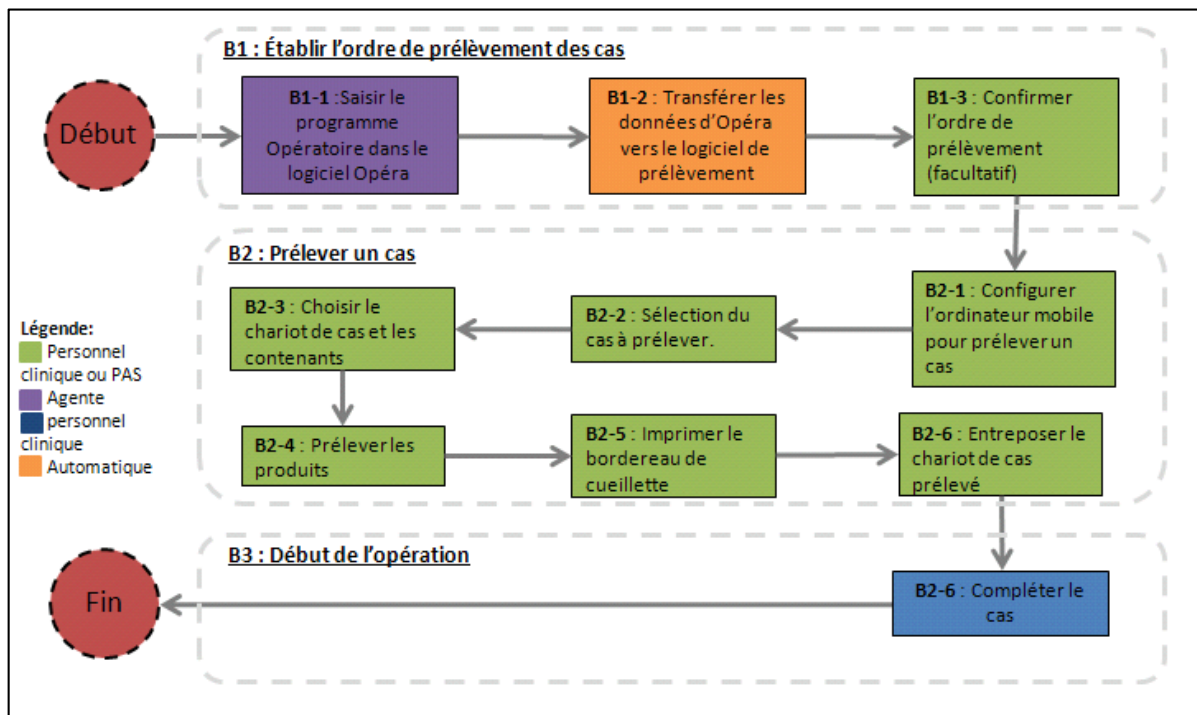 B1 : Établir l’ordre de prélèvement des cas
Début
B1-1 :Saisir le
programme
Opératoire dans le
logiciel Opéra
B1-2 : Transférer les
données d’Opéra
vers le logiciel de
prélèvement
B1-3 : Confirmer
l’ordre de
prélèvement
(facultatif)
B2 : Prélever un cas
B2-3 : Choisir le
chariot de cas et les
contenants
B2-2 : Sélection du
cas à prélever.
B2-1 : Configurer
l’ordinateur mobile
pour prélever un
cas
Légende:
Personnel
clinique ou PAS
Agente
personnel
clinique
Automatique
B2-4 : Prélever les
produits
B2-5 : Imprimer le
bordereau de
cueillette
B2-6 : Entreposer le
chariot de cas
prélevé
B3 : Début de l’opération
Fin
B2-6 : Compléter le
cas